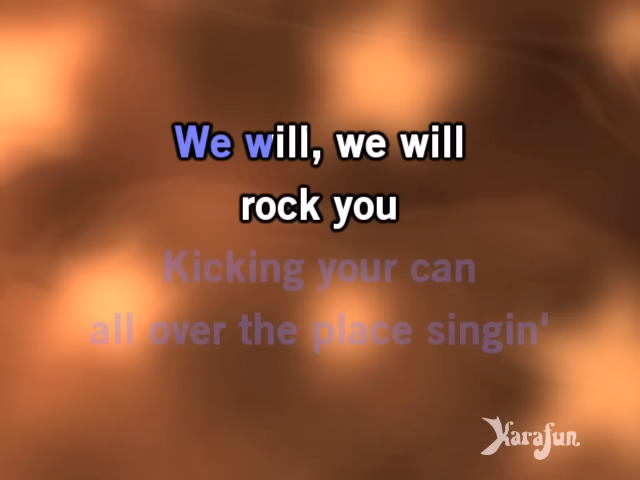 We will, we will
rock you
Kicking your can
all over the place singin'
Karafun